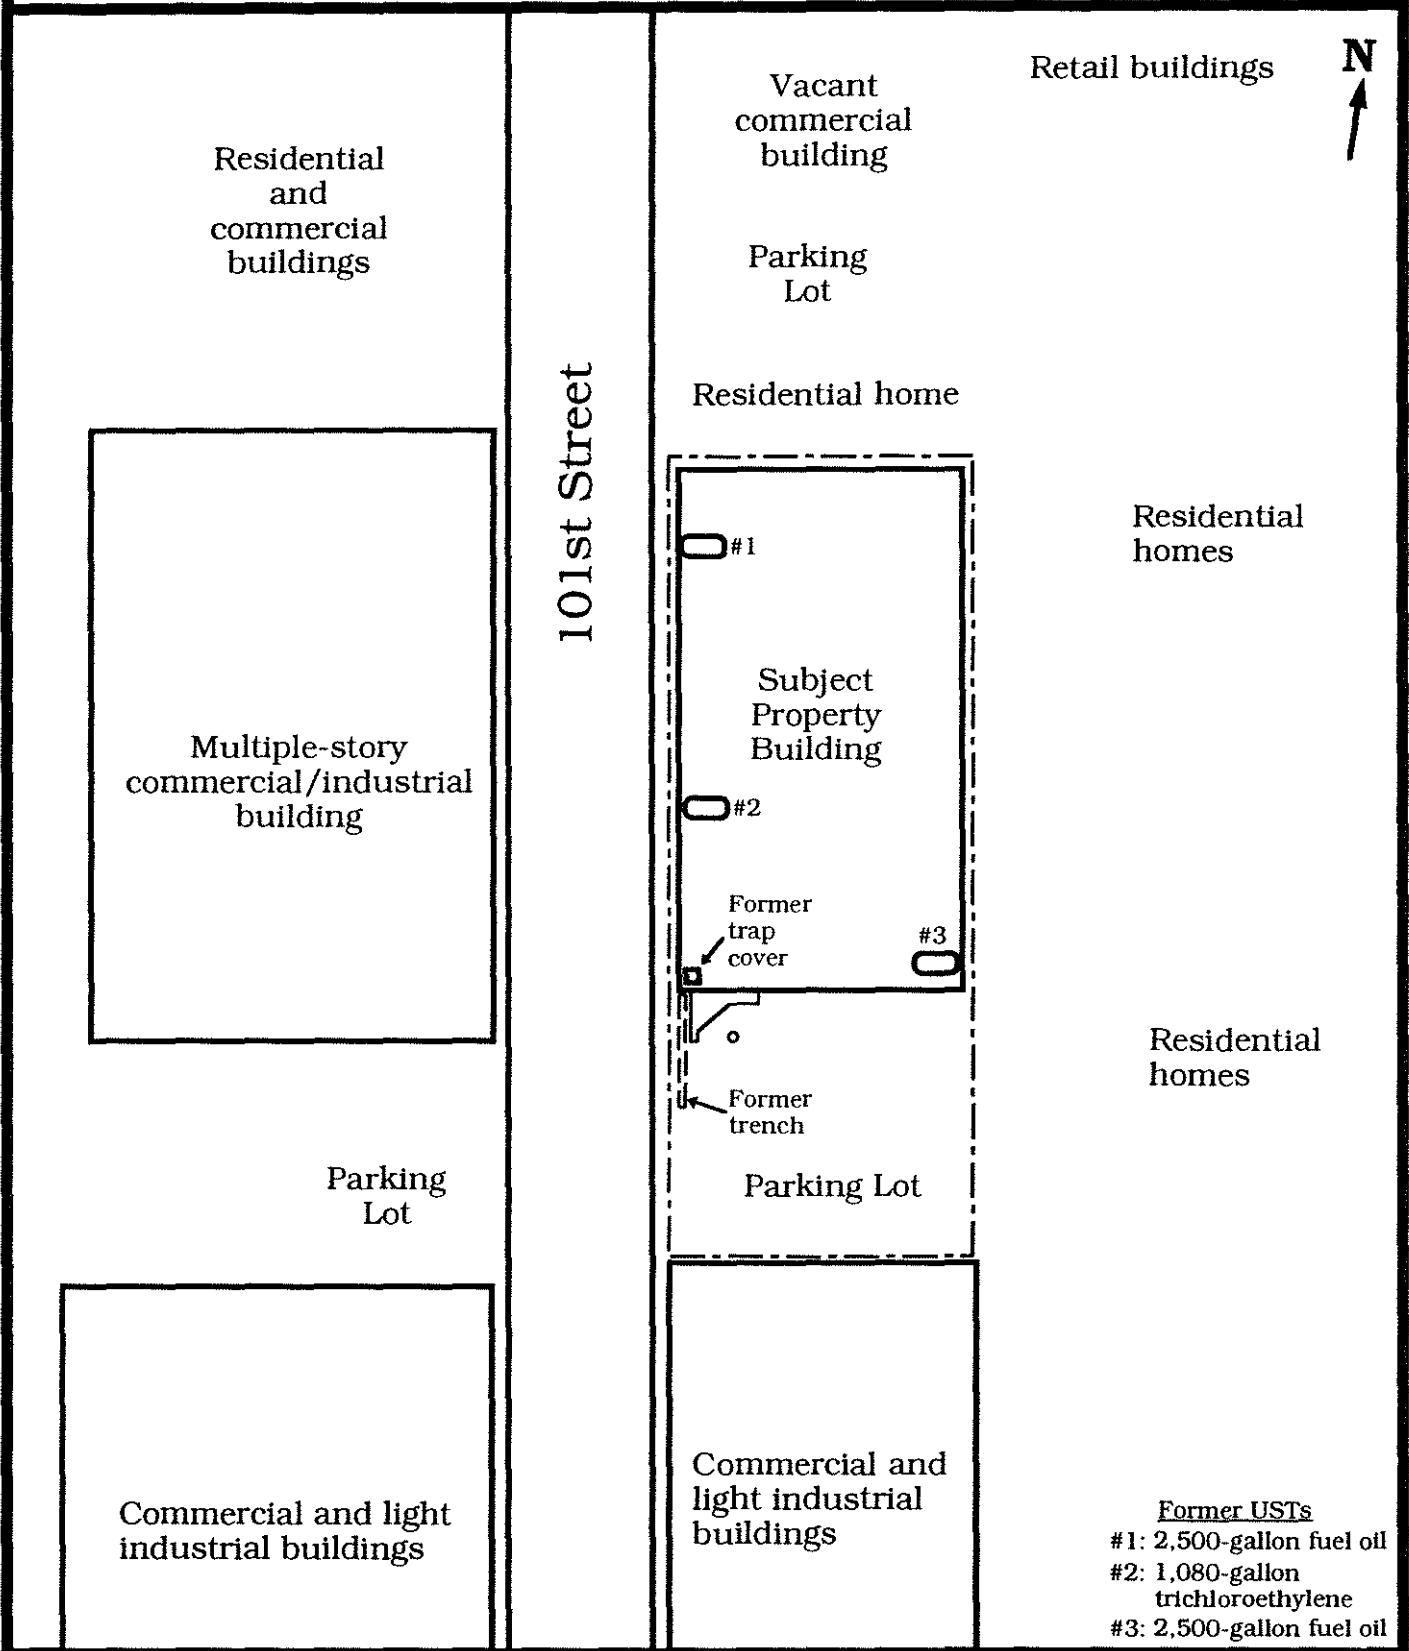 Retail buildings
N
Vacant
commercial
building
Residential
and
commercial
buildings
Parking
Lot
Residential home
101st Street
#1
Residential
homes
Subject
Property
Building
Multiple-story
commercial/industrial
building
#2
Former
trap
cover
#3
Residential
homes
Former
trench
Parking
Lot
Parking Lot
Commercial and light
industrial buildings
Commercial and
light industrial
buildings
Former USTs
#1: 2,500-gallon fuel oil
#2: 1,080-gallon
trichloroethylene
#3: 2,500-gallon fuel oil